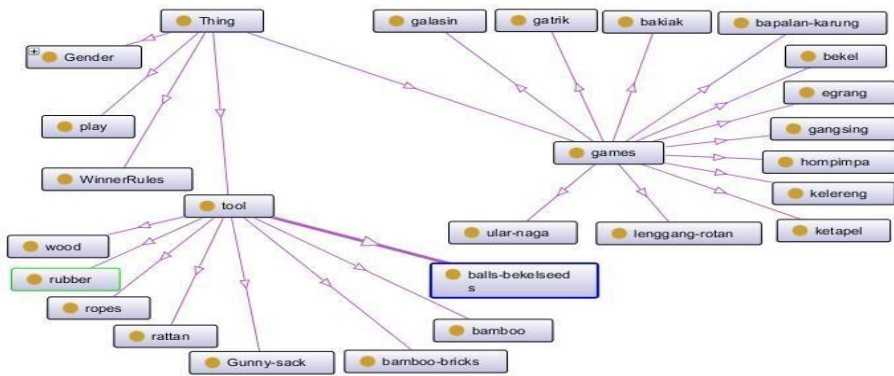 Thing
galasin
gatrik
bakiak
bapalan-karung
Gender
bekel
egrang
play
gangsing
games
hompimpa
WinnerRules
kelereng
tool
ular-naga
lenggang-rotan
ketapel
wood
rubber
balls-bekelseed
s
ropes
rattan
bamboo
Gunny-sack
bamboo-bricks